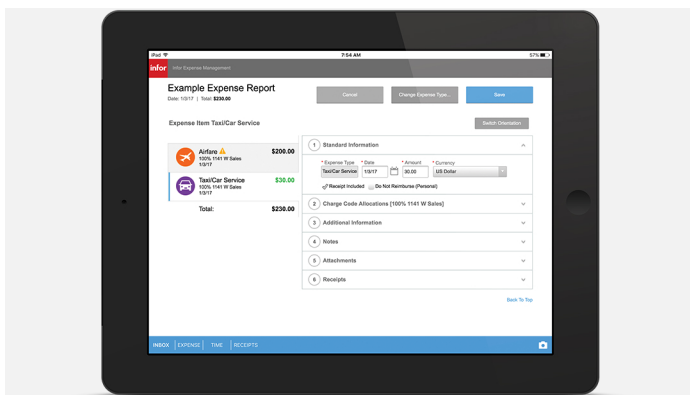 iPad
7:54 AM
57%
infor
Infor Expense Management
Example Expense Report
Date: 1/3/17 | Total: $230.00
Cancel
Change Expense Type...
Save
Expense Item Taxi/Car Service
Switch Orientation
Airfare
$200.00
100% 1141 W Sales
1/3/17
Taxi/Car Service
$30.00
100% 1141 W Sales
1/3/17
Total:
$230.00
1 Standard Information
* Expense Type * Date * Amount * Currency
Taxi/Car Service 1/3/17 30.00 US Dollar
Receipt Included Do Not Reimburse (Personal)
2 Charge Code Allocations [100% 1141 W Sales]
3 Additional Information
4 Notes
5 Attachments
6 Receipts
Back To Top
INBOX EXPENSE TIME RECEIPTS